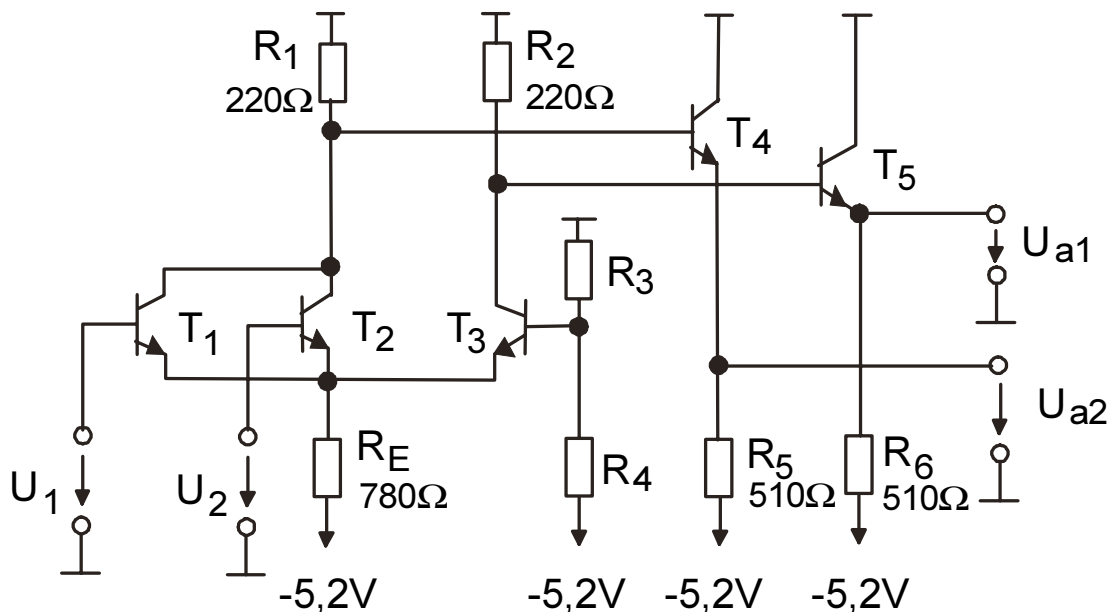 R1
220Ω
R2
220Ω
T4
T5
Ua1
R3
T1
T2
T3
Ua2
U1
U2
RE
780Ω
R4
R5
510Ω
R6
510Ω
-5,2V
-5,2V
-5,2V
-5,2V